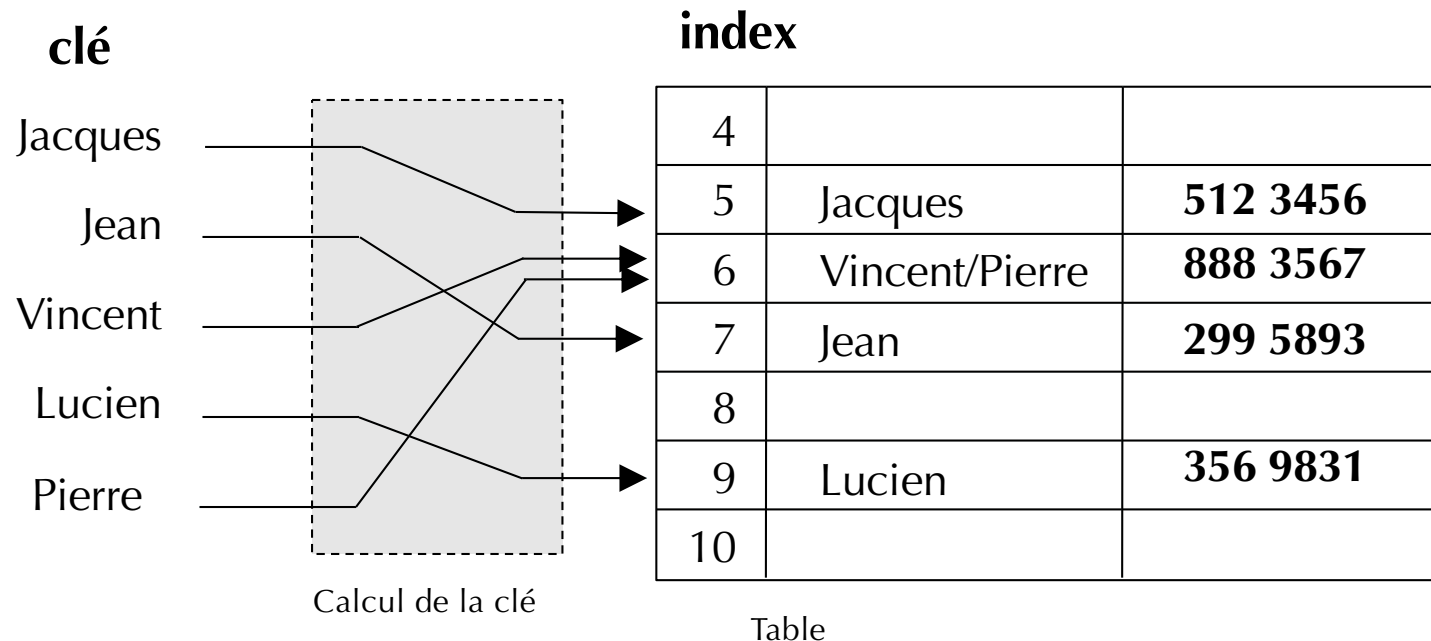 clé
Jacques
Jean
Vincent
Lucien
Pierre
Calcul de la clé
index
4
5 Jacques 512 3456
6 Vincent/Pierre 888 3567
7 Jean 299 5893
8
9 Lucien 356 9831
10
Table